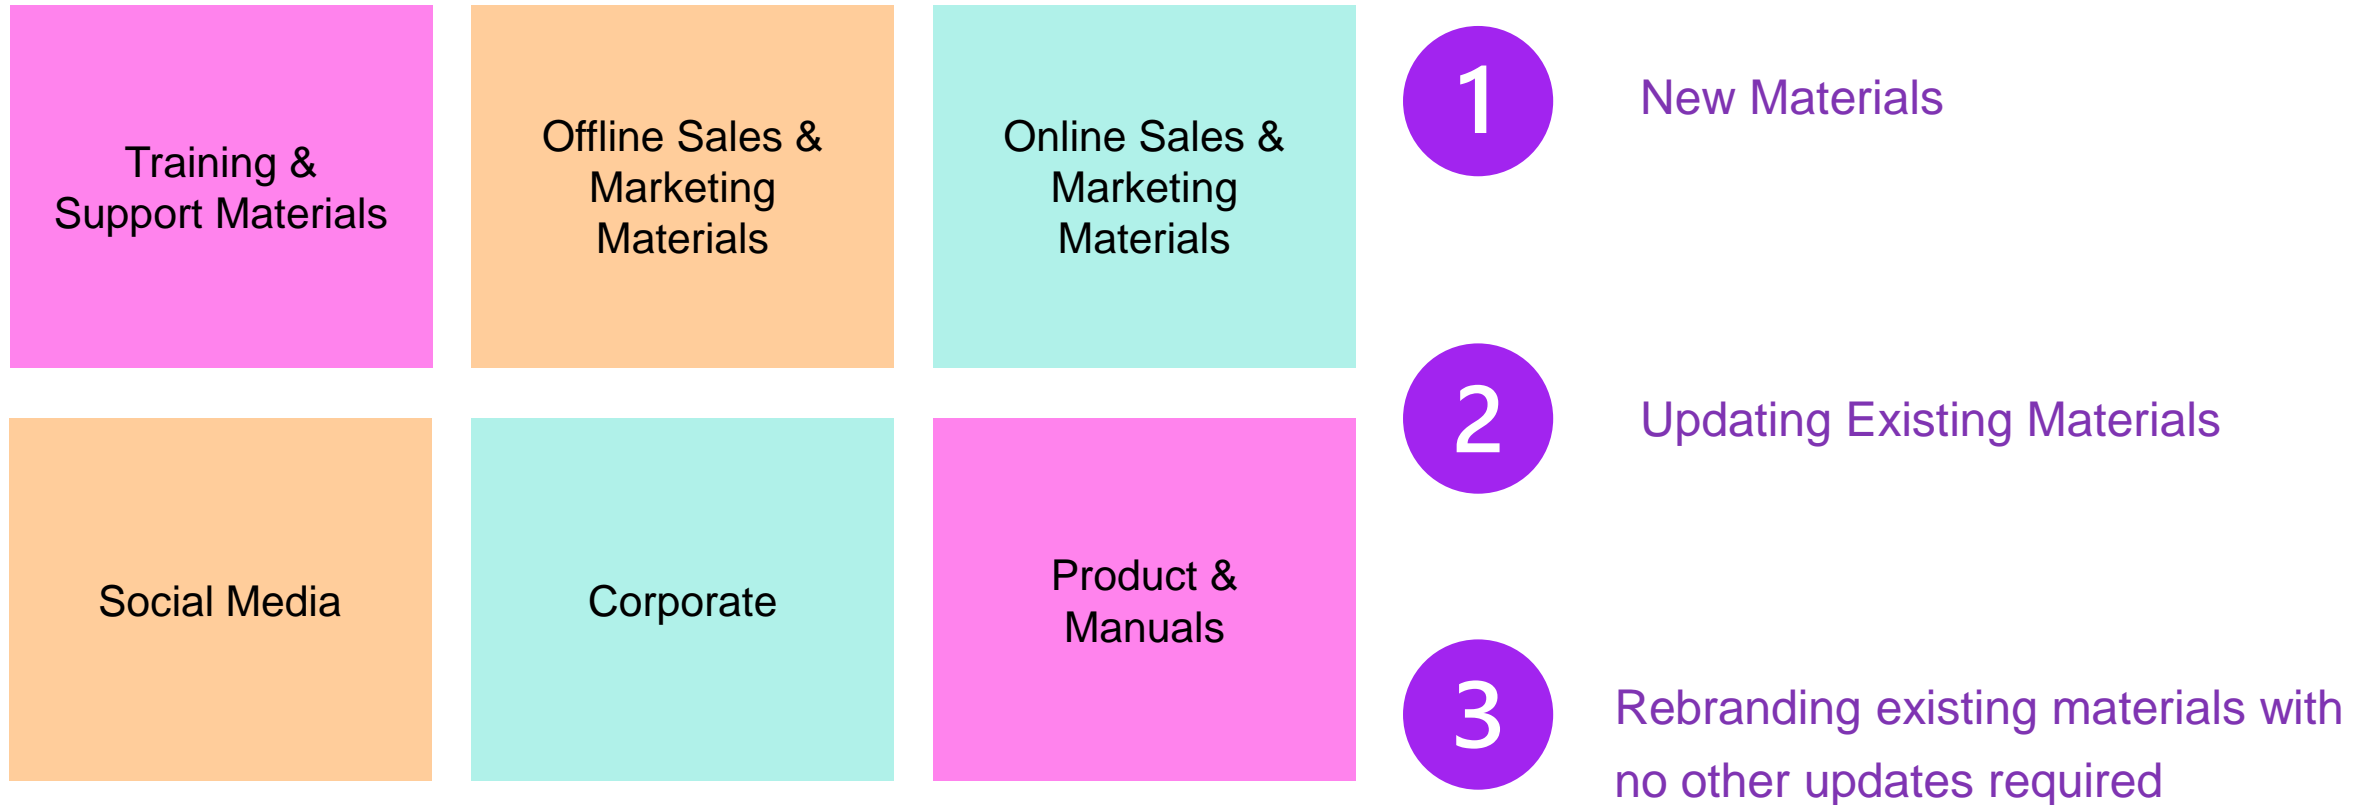 Training &
Support Materials
Offline Sales &
Marketing
Materials
Online Sales &
Marketing
Materials
Social Media
Corporate
Product &
Manuals
1
New Materials
2
Updating Existing Materials
3
Rebranding existing materials with
no other updates required